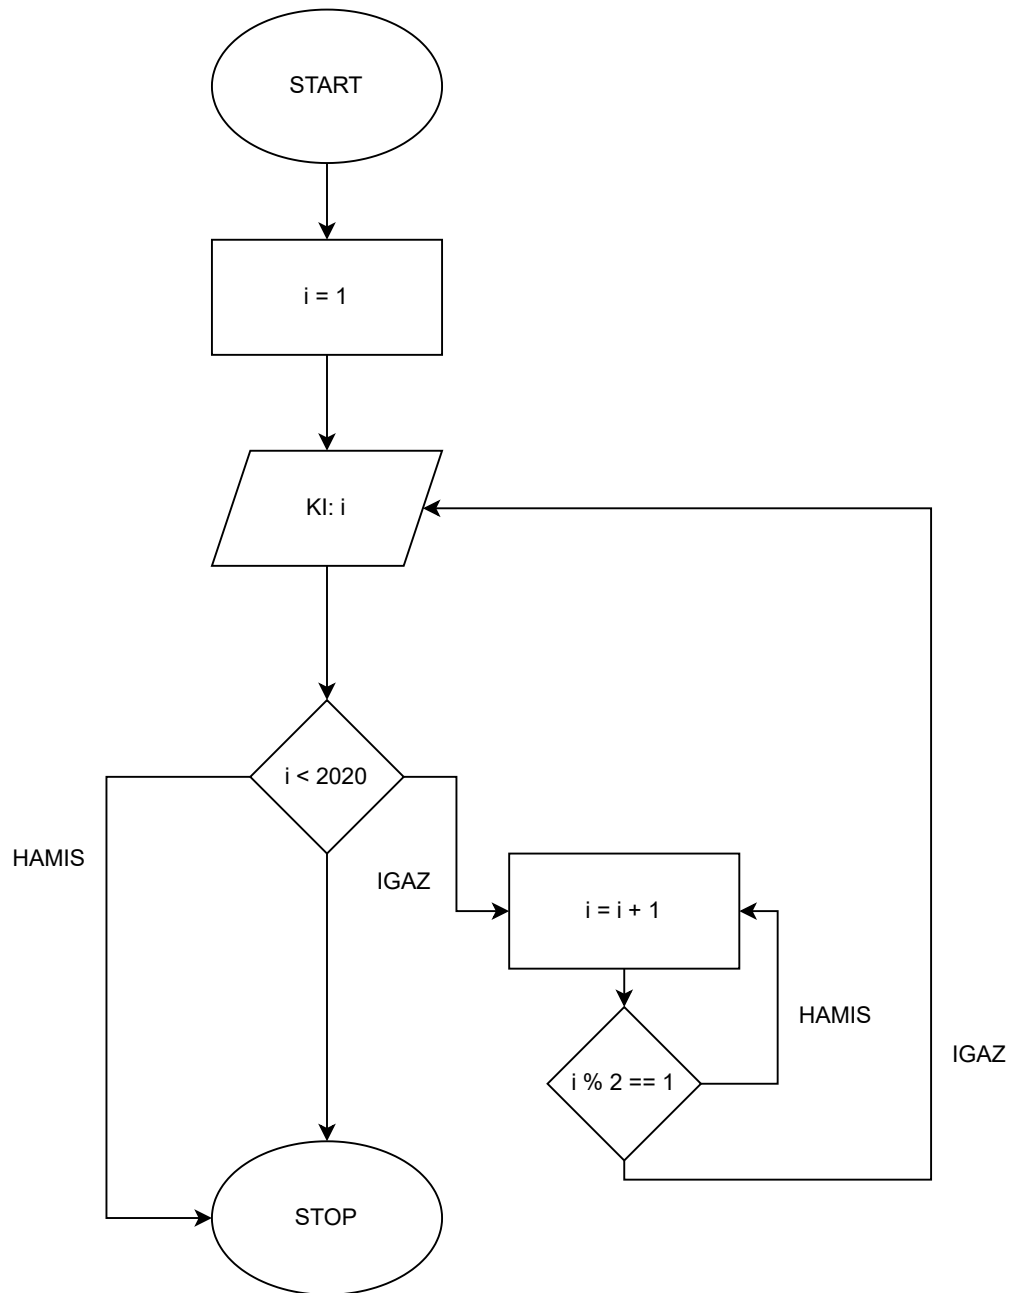 START
i = 1
KI: i
i < 2020
HAMIS
IGAZ
i = i + 1
HAMIS
i % 2 == 1
IGAZ
STOP